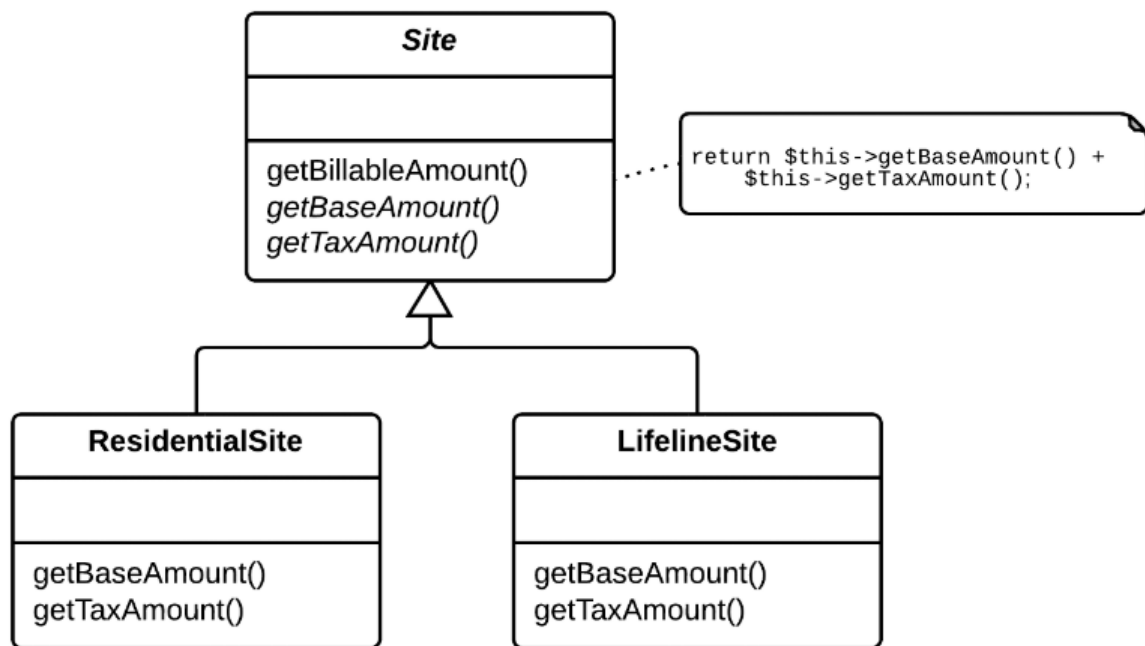 Site
getBillableAmount()
getBaseAmount()
getTaxAmount()
return $this->getBaseAmount() +
$this->getTaxAmount();
ResidentialSite
getBaseAmount()
getTaxAmount()
LifelineSite
getBaseAmount()
getTaxAmount()